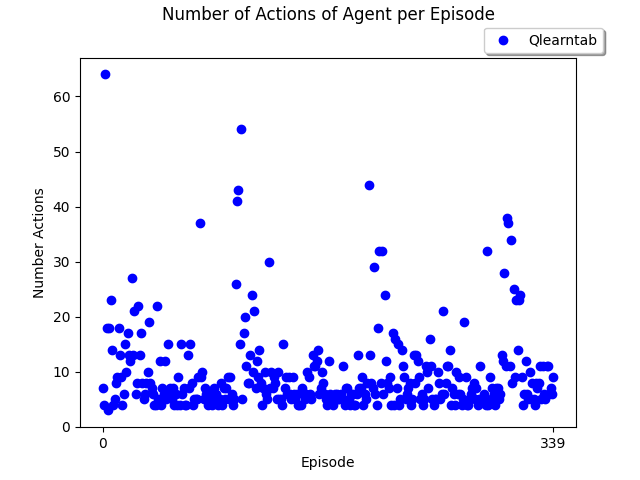 Number of Actions of Agent per Episode
Qlearntab
60
50
40
30
20
10
0
Number Actions
0
339
Episode